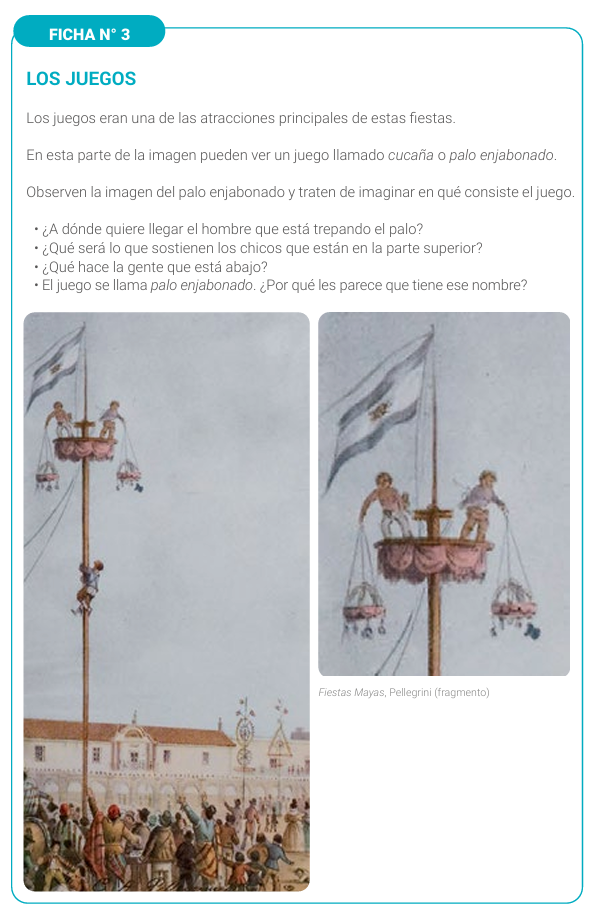 FICHA N° 3
LOS JUEGOS
Los juegos eran una de las atracciones principales de estas fiestas.
En esta parte de la imagen pueden ver un juego llamado cucaña o palo enjabonado.
Observen la imagen del palo enjabonado y traten de imaginar en qué consiste el juego.
• ¿A dónde quiere llegar el hombre que está trepando el palo?
• ¿Qué será lo que sostienen los chicos que están en la parte superior?
• ¿Qué hace la gente que está abajo?
• El juego se llama palo enjabonado. ¿Por qué les parece que tiene ese nombre?
Fiestas Mayas, Pellegrini (fragmento)